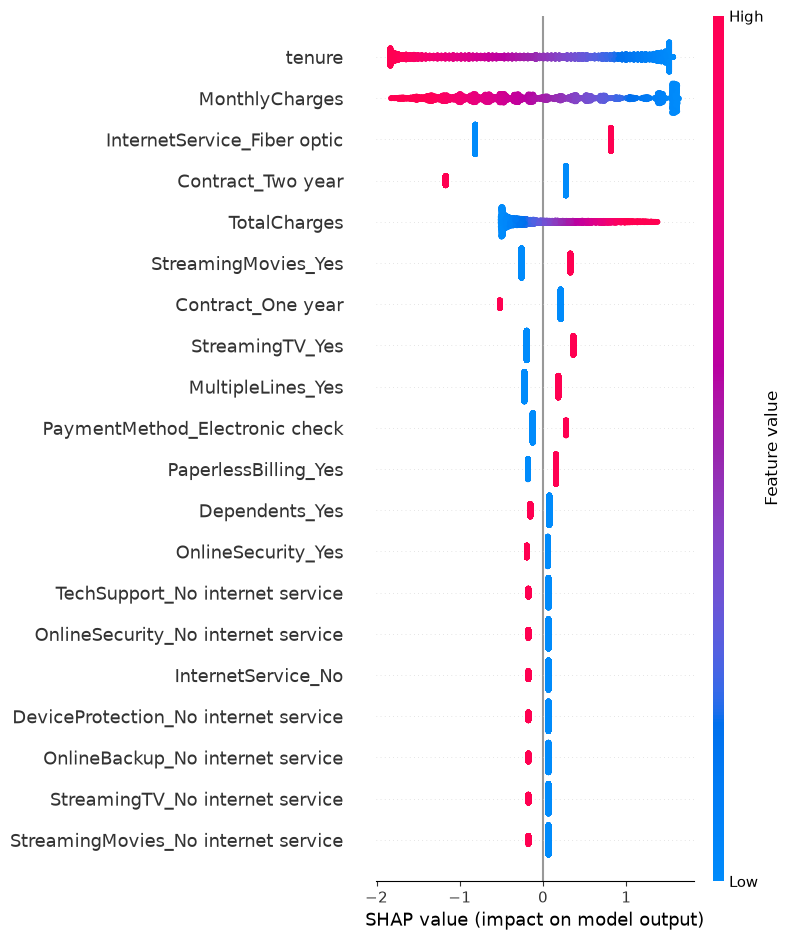 High
tenure
MonthlyCharges
InternetService_Fiber optic
Contract_Two year
TotalCharges
StreamingMovies_Yes
Contract_One year
StreamingTV_Yes
MultipleLines_Yes
PaymentMethod_Electronic check
PaperlessBilling_Yes
Dependents_Yes
OnlineSecurity_Yes
TechSupport_No internet service
OnlineSecurity_No internet service
InternetService_No
DeviceProtection_No internet service
OnlineBackup_No internet service
StreamingTV_No internet service
StreamingMovies_No internet service
Feature value
Low
−2 −1 0 1
SHAP value (impact on model output)